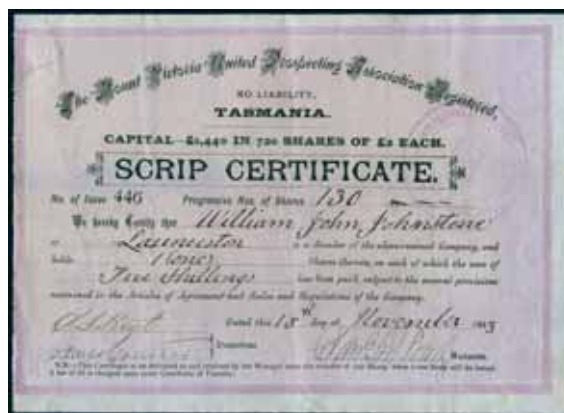 The Mount Victoria United Prospecting Association Registered,
NO LIABILITY.
TASMANIA.
CAPITAL £1,440 IN 720 SHARES OF £2 EACH.
SCRIP CERTIFICATE.
No. of Issue 446 Progressive Nos. of Shares 130
We hereby Certify that William John Johnstone
of Launceston is a Member of the above-named Company, and
holds (one) Shares therein, on each of which the sum of
Five Shillings has been paid, subject to the general provisions
contained in the Articles of Agreement and Rules and Regulations of the Company.
Dated this 15th day of November
Directors.
Manager.